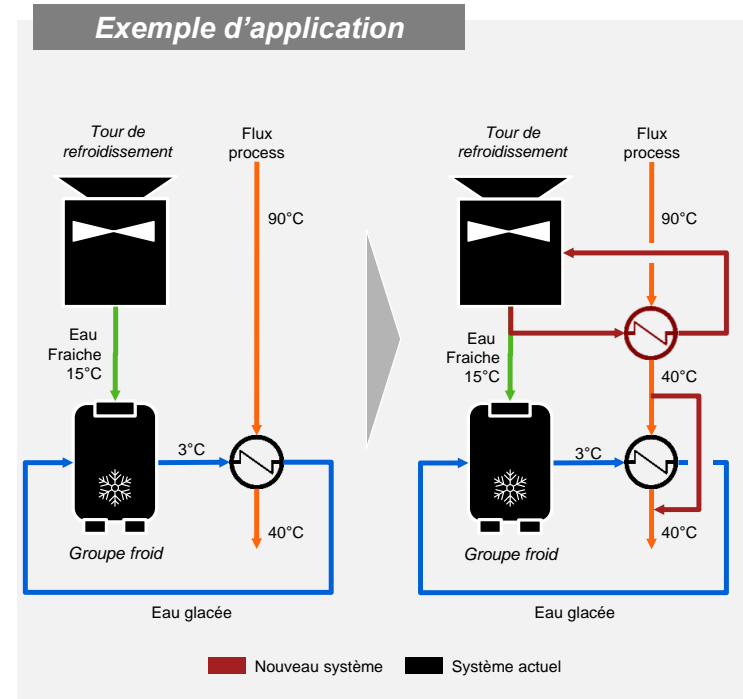 Exemple d'application
Tour de
refroidissement
Flux
process
90°C
Eau
Fraiche
15°C
3°C
40°C
Groupe froid
Eau glacée
Tour de
refroidissement
Flux
process
90°C
Eau
Fraiche
15°C
40°C
3°C
40°C
Groupe froid
Eau glacée
Nouveau système
Système actuel